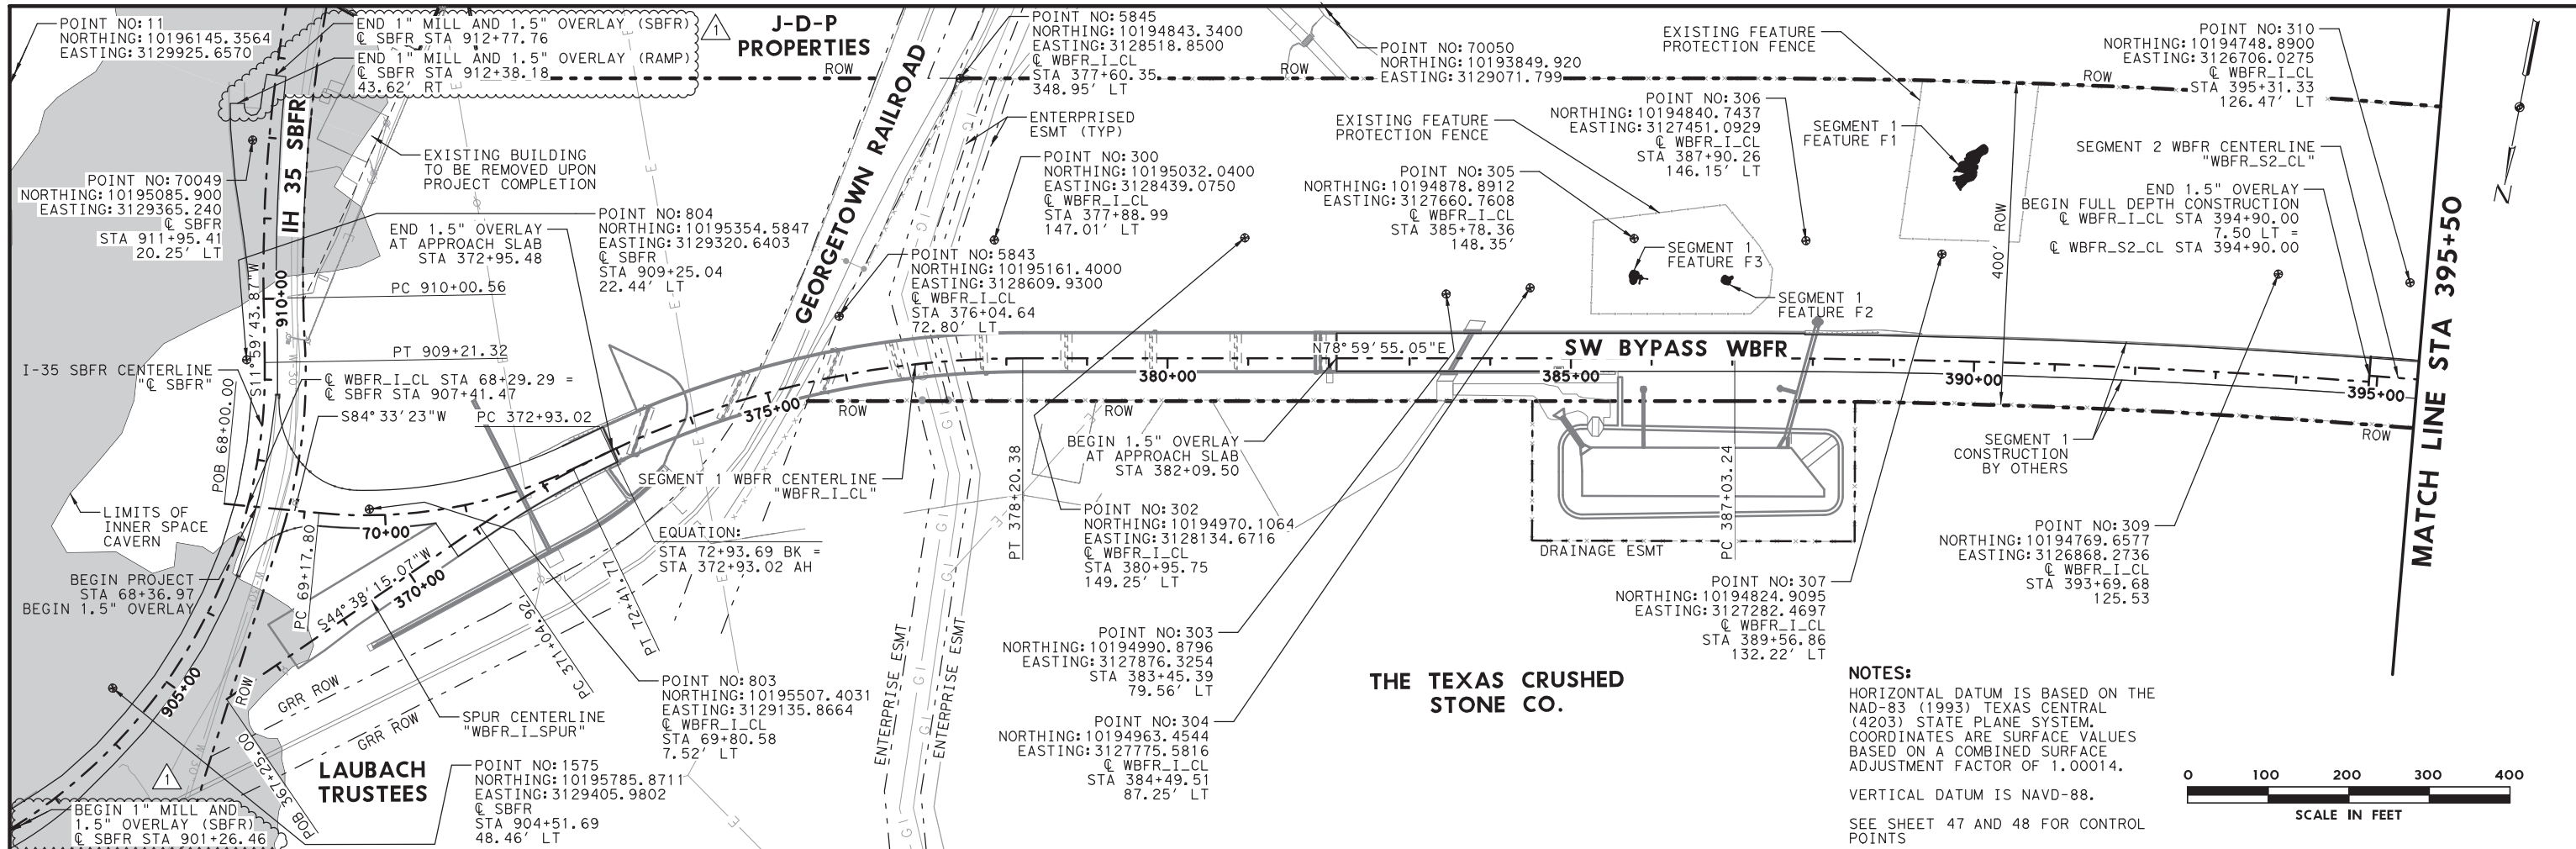 POINT NO:11
NORTHING:10196145.3564
EASTING:3129925.6570
END 1" MILL AND 1.5" OVERLAY (SBFR)
℄ SBFR STA 912+77.76
END 1" MILL AND 1.5" OVERLAY (RAMP)
℄ SBFR STA 912+38.18
43.62' RT
1
J-D-P
PROPERTIES
ROW
POINT NO:5845
NORTHING:10194843.3400
EASTING:3128518.8500
℄ WBFR_I_CL
STA 377+60.35
348.95' LT
ROW
POINT NO:70050
NORTHING:10193849.920
EASTING:3129071.799
EXISTING FEATURE
PROTECTION FENCE
ROW
POINT NO:310
NORTHING:10194748.8900
EASTING:3126706.0275
℄ WBFR_I_CL
STA 395+31.33
126.47' LT
N
IH 35 SBFR
GEORGETOWN RAILROAD
ENTERPRISED
ESMT (TYP)
EXISTING FEATURE
PROTECTION FENCE
POINT NO:306
NORTHING:10194840.7437
EASTING:3127451.0929
℄ WBFR_I_CL
STA 387+90.26
146.15' LT
SEGMENT 1
FEATURE F1
SEGMENT 2 WBFR CENTERLINE
"WBFR_S2_CL"
EXISTING BUILDING
TO BE REMOVED UPON
PROJECT COMPLETION
POINT NO:70049
NORTHING:10195085.900
EASTING:3129365.240
℄ SBFR
STA 911+95.41
20.25' LT
POINT NO:300
NORTHING:10195032.0400
EASTING:3128439.0750
℄ WBFR_I_CL
STA 377+88.99
147.01' LT
POINT NO:305
NORTHING:10194878.8912
EASTING:3127660.7608
℄ WBFR_I_CL
STA 385+78.36
148.35'
END 1.5" OVERLAY
BEGIN FULL DEPTH CONSTRUCTION
℄ WBFR_I_CL STA 394+90.00
7.50 LT =
℄ WBFR_S2_CL STA 394+90.00
END 1.5" OVERLAY
AT APPROACH SLAB
STA 372+95.48
POINT NO:804
NORTHING:10195354.5847
EASTING:3129320.6403
℄ SBFR
STA 909+25.04
22.44' LT
POINT NO:5843
NORTHING:10195161.4000
EASTING:3128609.9300
℄ WBFR_I_CL
STA 376+04.64
72.80' LT
SEGMENT 1
FEATURE F3
SEGMENT 1
FEATURE F2
400' ROW
MATCH LINE STA 395+50
S11°59'43.87"W
910+00
PC 910+00.56
PT 909+21.32
I-35 SBFR CENTERLINE
"℄ SBFR"
POB 68+00.00
℄ WBFR_I_CL STA 68+29.29 =
℄ SBFR STA 907+41.47
S84°33'23"W
PC 372+93.02
375+00
ROW
N78°59'55.05"E
380+00
385+00
SW BYPASS WBFR
390+00
395+00
ROW
ROW
SEGMENT 1 WBFR CENTERLINE
"WBFR_I_CL"
BEGIN 1.5" OVERLAY
AT APPROACH SLAB
STA 382+09.50
SEGMENT 1
CONSTRUCTION
BY OTHERS
LIMITS OF
INNER SPACE
CAVERN
70+00
PC 69+17.80
PT 378+20.38
PC 387+03.24
POINT NO:302
NORTHING:10194970.1064
EASTING:3128134.6716
℄ WBFR_I_CL
STA 380+95.75
149.25' LT
DRAINAGE ESMT
POINT NO:309
NORTHING:10194769.6577
EASTING:3126868.2736
℄ WBFR_I_CL
STA 393+69.68
125.53
EQUATION:
STA 72+93.69 BK =
STA 372+93.02 AH
BEGIN PROJECT
STA 68+36.97
BEGIN 1.5" OVERLAY
S44°38'15.07"W
370+00
PC 371+04.92
PT 72+41.77
POINT NO:307
NORTHING:10194824.9095
EASTING:3127282.4697
℄ WBFR_I_CL
STA 389+56.86
132.22' LT
905+00
ROW
GRR ROW
GRR ROW
SPUR CENTERLINE
"WBFR_I_SPUR"
POINT NO:803
NORTHING:10195507.4031
EASTING:3129135.8664
℄ WBFR_I_CL
STA 69+80.58
7.52' LT
ENTERPRISE ESMT
ENTERPRISE ESMT
POINT NO:303
NORTHING:10194990.8796
EASTING:3127876.3254
℄ WBFR_I_CL
STA 383+45.39
79.56' LT
THE TEXAS CRUSHED
STONE CO.
POINT NO:304
NORTHING:10194963.4544
EASTING:3127775.5816
℄ WBFR_I_CL
STA 384+49.51
87.25' LT
NOTES:
HORIZONTAL DATUM IS BASED ON THE
NAD-83 (1993) TEXAS CENTRAL
(4203) STATE PLANE SYSTEM.
COORDINATES ARE SURFACE VALUES
BASED ON A COMBINED SURFACE
ADJUSTMENT FACTOR OF 1.00014.
VERTICAL DATUM IS NAVD-88.
SEE SHEET 47 AND 48 FOR CONTROL
POINTS
0 100 200 300 400
SCALE IN FEET
1
POB 367+25.00
LAUBACH
TRUSTEES
POINT NO:1575
NORTHING:10195785.8711
EASTING:3129405.9802
℄ SBFR
STA 904+51.69
48.46' LT
BEGIN 1" MILL AND
1.5" OVERLAY (SBFR)
℄ SBFR STA 901+26.46